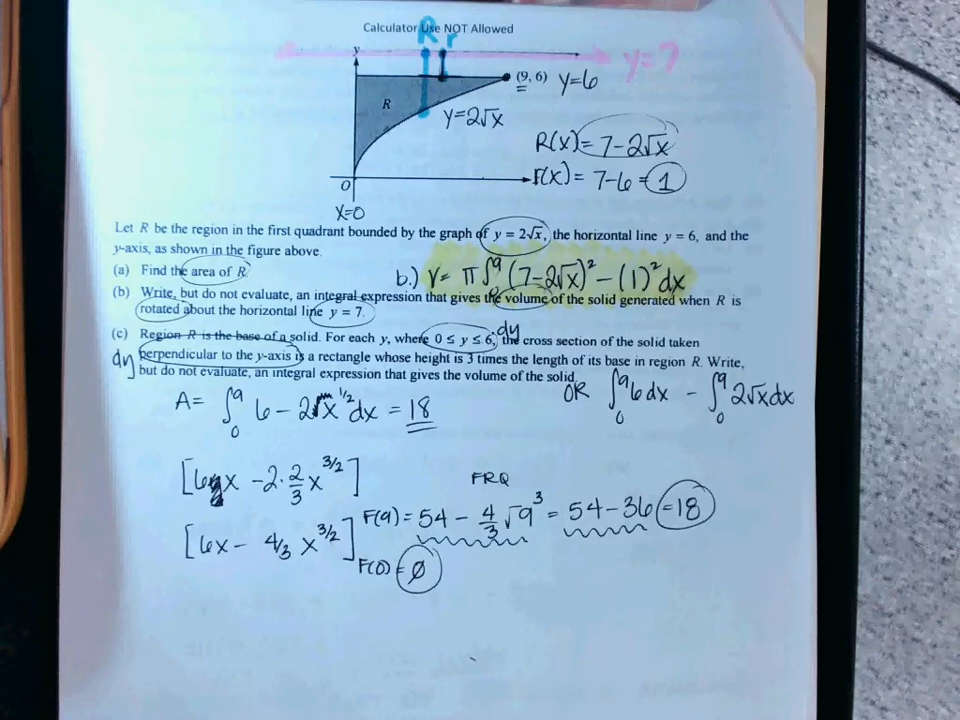 Calculator Use NOT Allowed
R r
y
y=7
(9, 6) y=6
R
y=2√x
R(x)= 7-2√x
r(x)= 7-6=1
O
x=0
Let R be the region in the first quadrant bounded by the graph of y = 2√x, the horizontal line y = 6, and the
y-axis, as shown in the figure above.
(a) Find the area of R
b.) V= π∫₀⁹ (7-2√x)² - (1)² dx
(b) Write, but do not evaluate, an integral expression that gives the volume of the solid generated when R is
rotated about the horizontal line y = 7.
dy
(c) Region R is the base of a solid. For each y, where 0 ≤ y ≤ 6, the cross section of the solid taken
dy perpendicular to the y-axis is a rectangle whose height is 3 times the length of its base in region R. Write,
but do not evaluate, an integral expression that gives the volume of the solid
A= ∫₀⁹ 6 - 2x^1/2 dx = 18
OR ∫₀⁹ 6 dx - ∫₀⁹ 2√x dx
[6x - 2·2/3 x^3/2]
FRQ
[6x - 4/3 x^3/2] F(9) = 54 - 4/3 √9³ = 54-36 = 18
F(0) = ∅